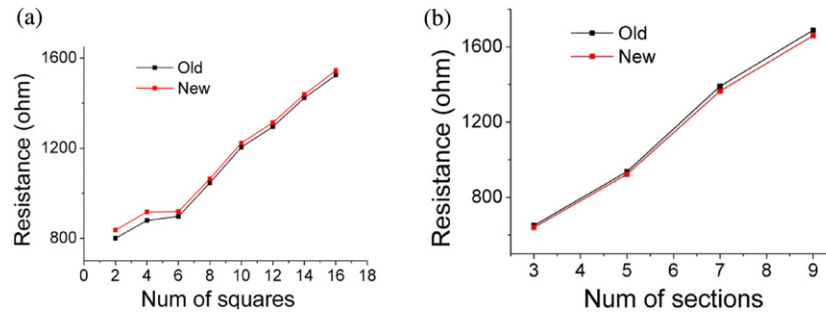 (a)
Resistance (ohm)
1600
1200
800
Old
New
0 2 4 6 8 10 12 14 16 18
Num of squares
(b)
Resistance (ohm)
1600
1200
800
Old
New
3 4 5 6 7 8 9
Num of sections